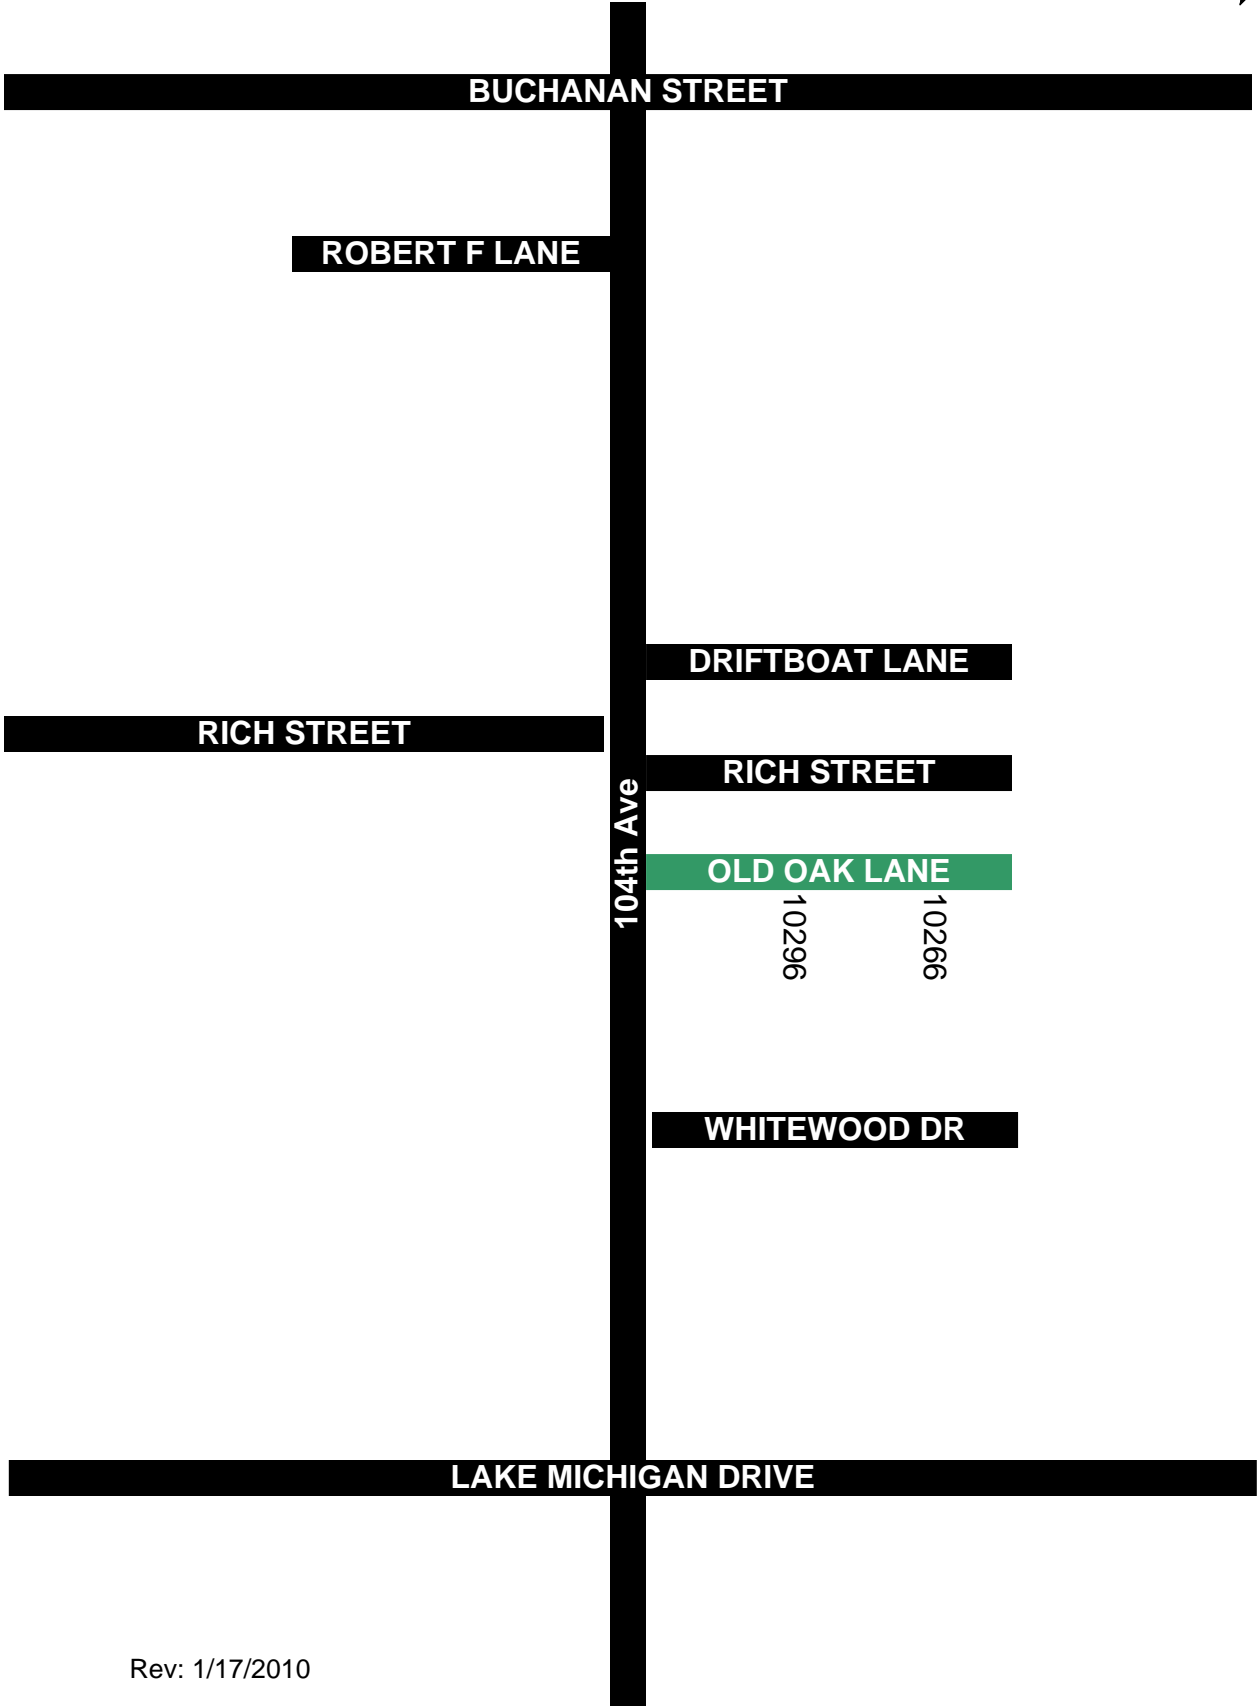 BUCHANAN STREET
ROBERT F LANE
DRIFTBOAT LANE
RICH STREET
RICH STREET
104th Ave
OLD OAK LANE
10296
10266
WHITEWOOD DR
LAKE MICHIGAN DRIVE
Rev: 1/17/2010